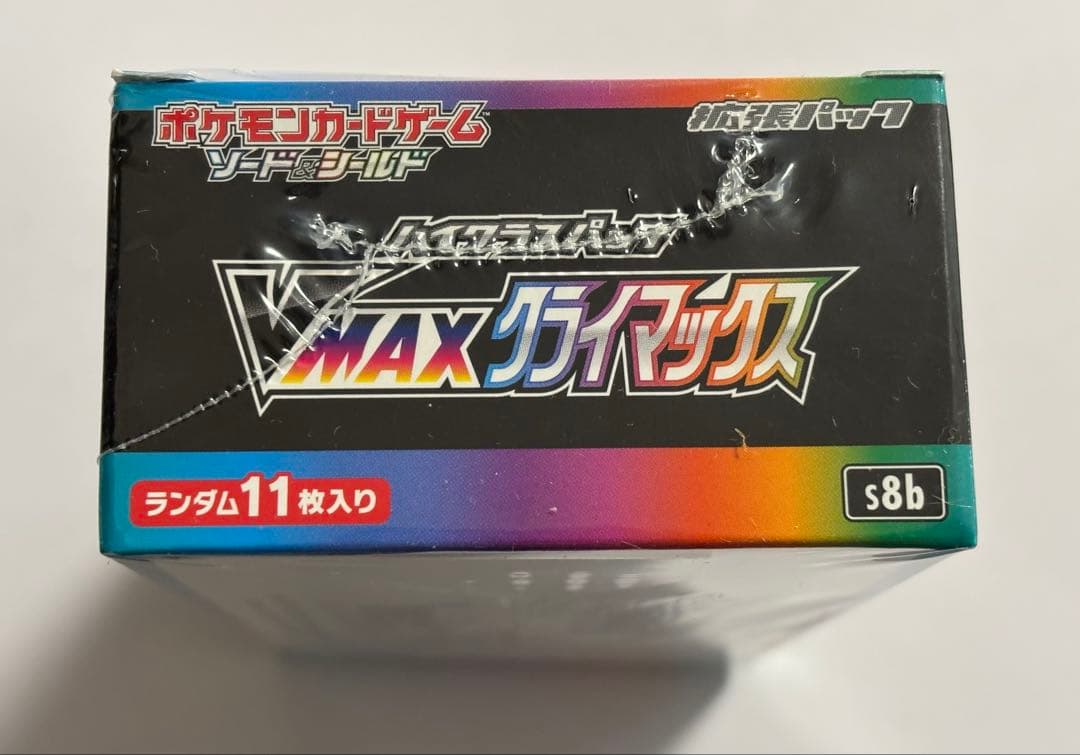 ポケモンカードゲーム™
ソード&シールド
拡張パック
ハイクラスパック
VMAXクライマックス
ランダム11枚入り
s8b